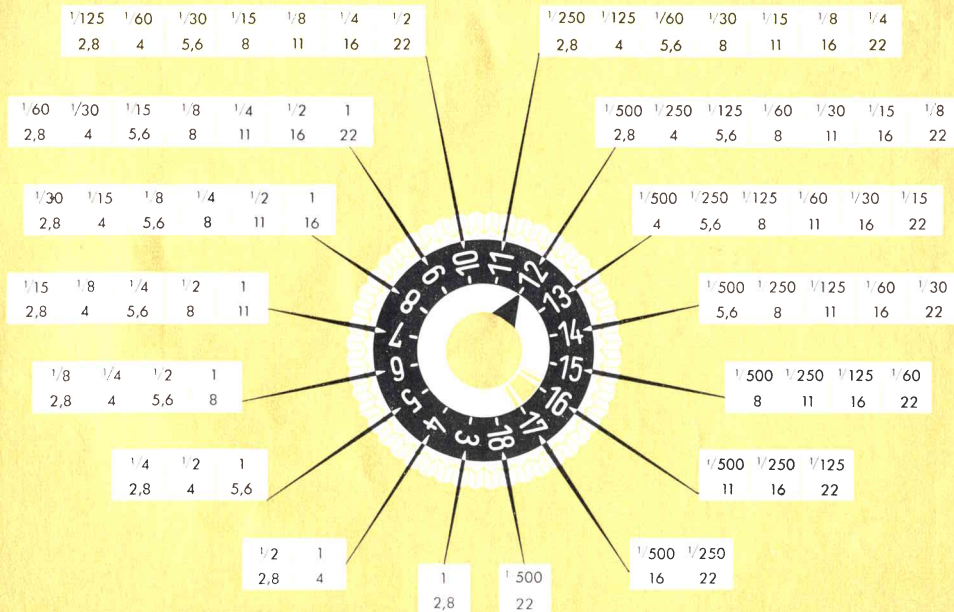 1/125 1/60 1/30 1/15 1/8 1/4 1/2
2,8 4 5,6 8 11 16 22
1/250 1/125 1/60 1/30 1/15 1/8 1/4
2,8 4 5,6 8 11 16 22
1/60 1/30 1/15 1/8 1/4 1/2 1
2,8 4 5,6 8 11 16 22
1/500 1/250 1/125 1/60 1/30 1/15 1/8
2,8 4 5,6 8 11 16 22
1/30 1/15 1/8 1/4 1/2 1
2,8 4 5,6 8 11 16
1/500 1/250 1/125 1/60 1/30 1/15
4 5,6 8 11 16 22
1/15 1/8 1/4 1/2 1
2,8 4 5,6 8 11
1/500 1/250 1/125 1/60 1/30
5,6 8 11 16 22
1/8 1/4 1/2 1
2,8 4 5,6 8
1/500 1/250 1/125 1/60
8 11 16 22
1/4 1/2 1
2,8 4 5,6
1/500 1/250 1/125
11 16 22
1/2 1
2,8 4
1/500 1/250
16 22
1
2,8
1/500
22
3 4 5 6 7 8 9 10 11 12 13 14 15 16 17 18